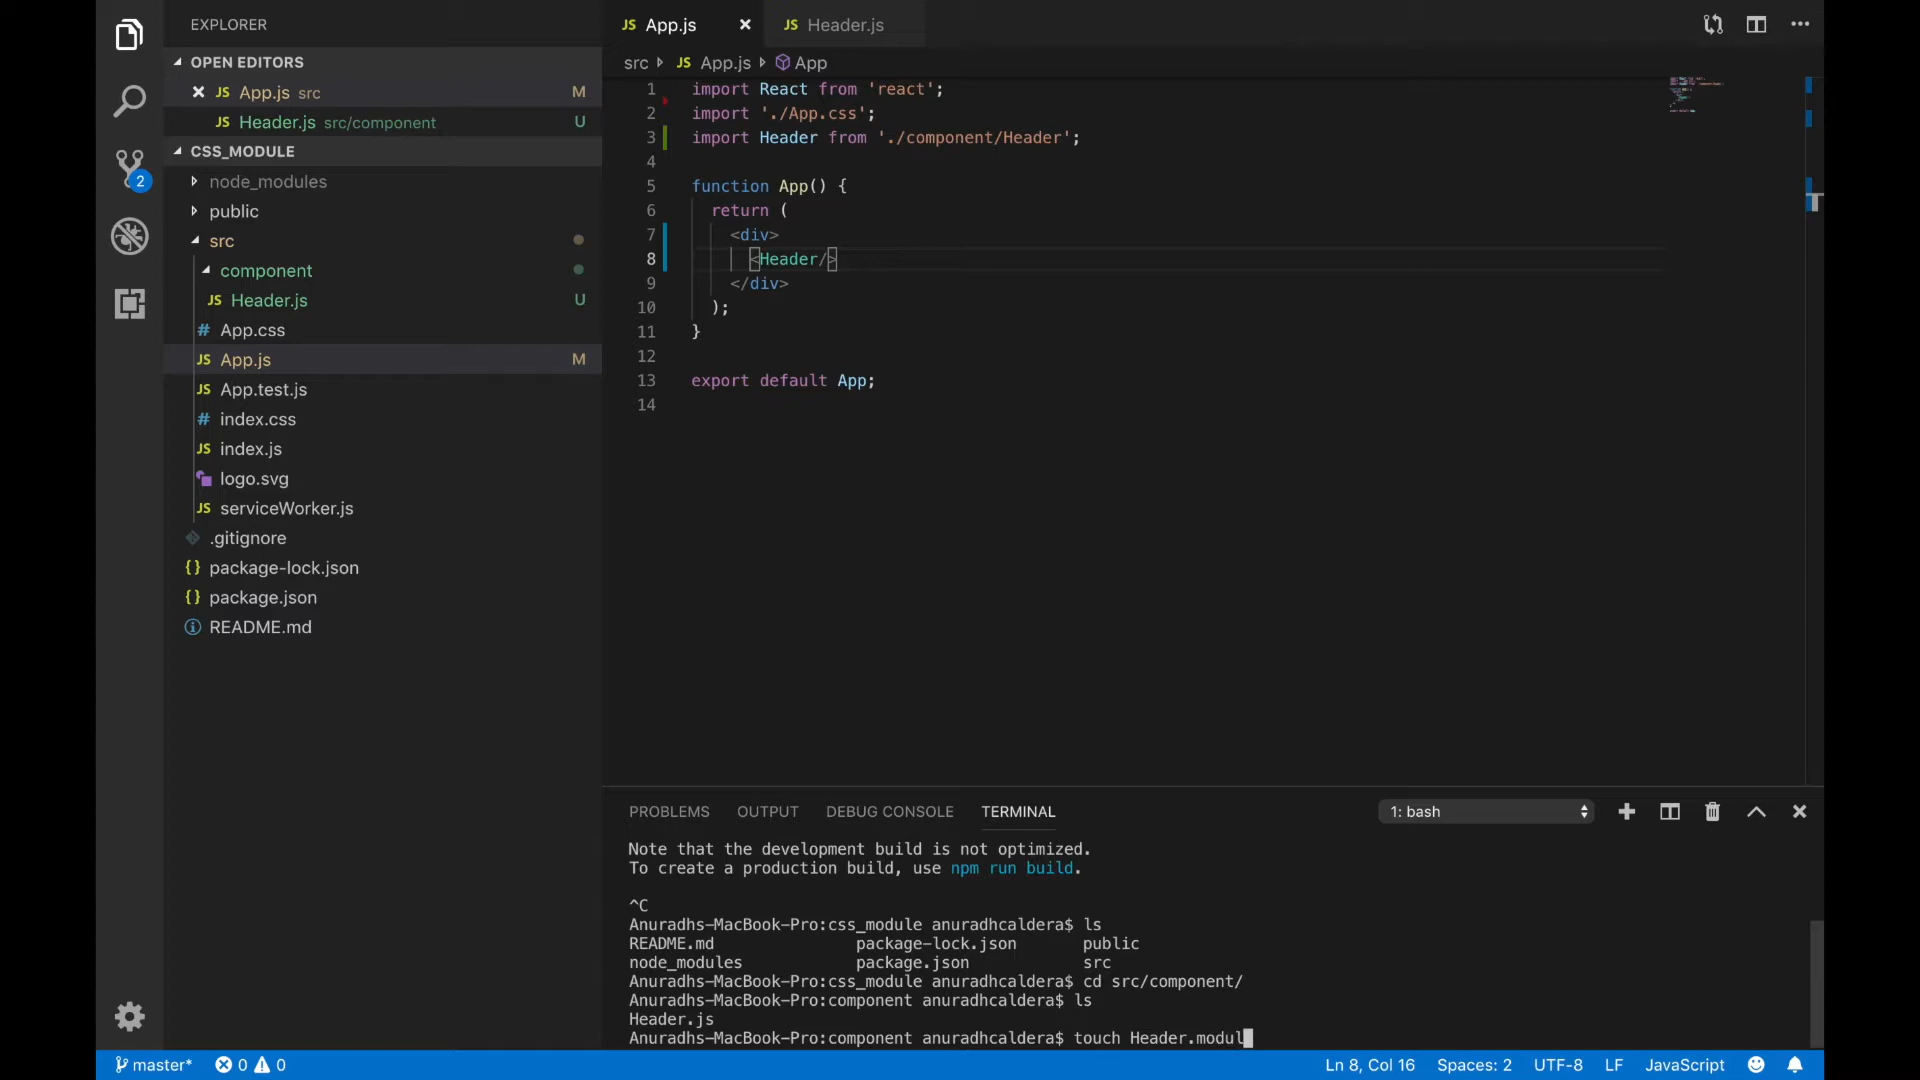 EXPLORER
OPEN EDITORS
JS App.js src M
JS Header.js src/component U
CSS_MODULE
node_modules
public
src
component
JS Header.js U
# App.css
JS App.js M
JS App.test.js
# index.css
JS index.js
logo.svg
JS serviceWorker.js
.gitignore
{} package-lock.json
{} package.json
README.md
2
JS App.js
JS Header.js
src JS App.js App
1 import React from 'react';
2 import './App.css';
3 import Header from './component/Header';
4
5 function App() {
6 return (
7 <div>
8 <Header/>
9 </div>
10 );
11 }
12
13 export default App;
14
PROBLEMS OUTPUT DEBUG CONSOLE TERMINAL 1: bash
Note that the development build is not optimized.
To create a production build, use npm run build.
^C
Anuradhs-MacBook-Pro:css_module anuradhcaldera$ ls
README.md package-lock.json public
node_modules package.json src
Anuradhs-MacBook-Pro:css_module anuradhcaldera$ cd src/component/
Anuradhs-MacBook-Pro:component anuradhcaldera$ ls
Header.js
Anuradhs-MacBook-Pro:component anuradhcaldera$ touch Header.modul
master* 0 0 Ln 8, Col 16 Spaces: 2 UTF-8 LF JavaScript